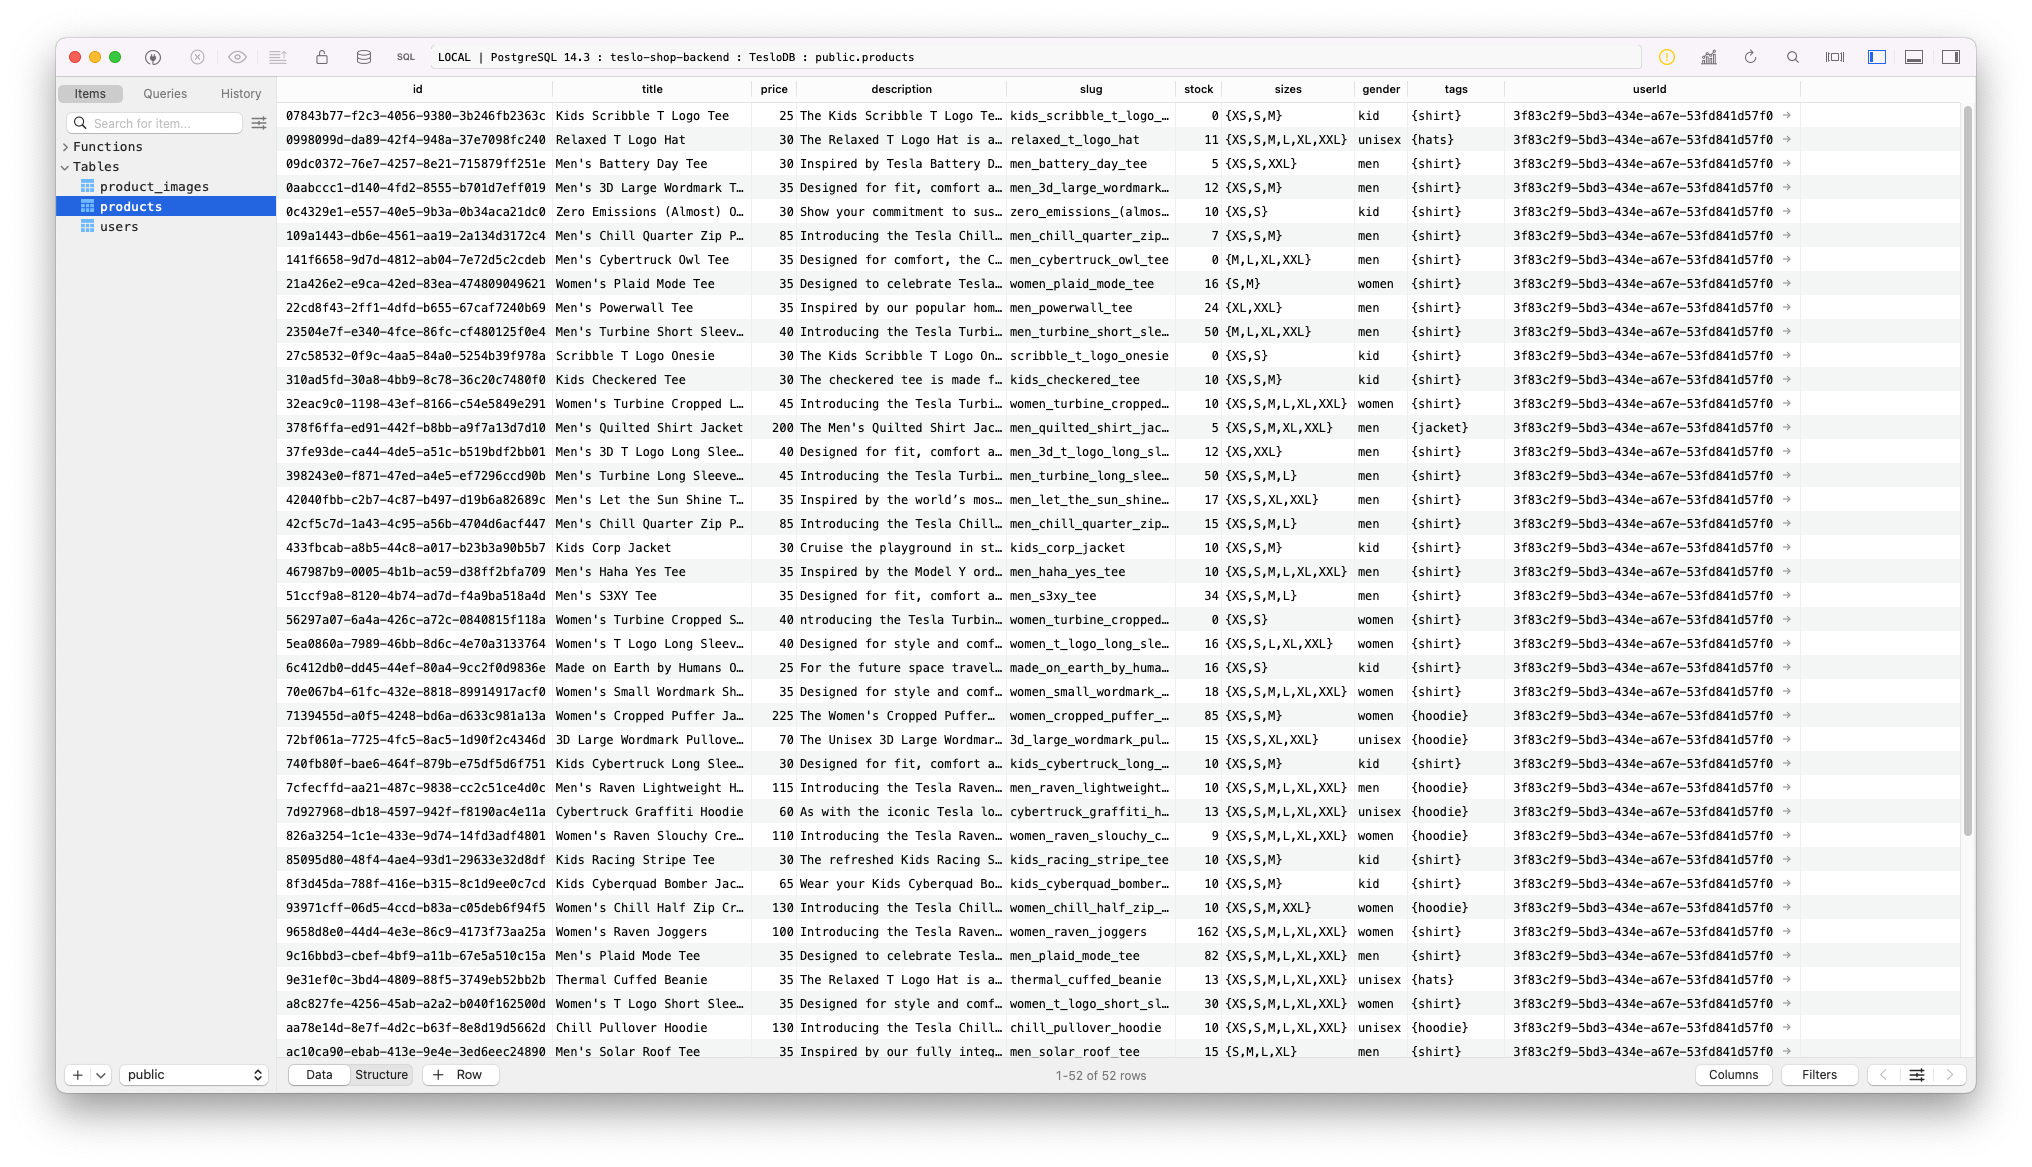 SQL LOCAL | PostgreSQL 14.3 : teslo-shop-backend : TesloDB : public.products
Items Queries History
Search for item...
Functions
Tables
product_images
products
users
id title price description slug stock sizes gender tags userId
07843b77-f2c3-4056-9380-3b246fb2363c Kids Scribble T Logo Tee 25 The Kids Scribble T Logo Te… kids_scribble_t_logo_… 0 {XS,S,M} kid {shirt} 3f83c2f9-5bd3-434e-a67e-53fd841d57f0
0998099d-da89-42f4-948a-37e7098fc240 Relaxed T Logo Hat 30 The Relaxed T Logo Hat is a… relaxed_t_logo_hat 11 {XS,S,M,L,XL,XXL} unisex {hats} 3f83c2f9-5bd3-434e-a67e-53fd841d57f0
09dc0372-76e7-4257-8e21-715879ff251e Men's Battery Day Tee 30 Inspired by Tesla Battery D… men_battery_day_tee 5 {XS,S,XXL} men {shirt} 3f83c2f9-5bd3-434e-a67e-53fd841d57f0
0aabccc1-d140-4fd2-8555-b701d7eff019 Men's 3D Large Wordmark T… 35 Designed for fit, comfort a… men_3d_large_wordmark… 12 {XS,S,M} men {shirt} 3f83c2f9-5bd3-434e-a67e-53fd841d57f0
0c4329e1-e557-40e5-9b3a-0b34aca21dc0 Zero Emissions (Almost) O… 30 Show your commitment to sus… zero_emissions_(almos… 10 {XS,S} kid {shirt} 3f83c2f9-5bd3-434e-a67e-53fd841d57f0
109a1443-db6e-4561-aa19-2a134d3172c4 Men's Chill Quarter Zip P… 85 Introducing the Tesla Chill… men_chill_quarter_zip… 7 {XS,S,M} men {shirt} 3f83c2f9-5bd3-434e-a67e-53fd841d57f0
141f6658-9d7d-4812-ab04-7e72d5c2cdeb Men's Cybertruck Owl Tee 35 Designed for comfort, the C… men_cybertruck_owl_tee 0 {M,L,XL,XXL} men {shirt} 3f83c2f9-5bd3-434e-a67e-53fd841d57f0
21a426e2-e9ca-42ed-83ea-474809049621 Women's Plaid Mode Tee 35 Designed to celebrate Tesla… women_plaid_mode_tee 16 {S,M} women {shirt} 3f83c2f9-5bd3-434e-a67e-53fd841d57f0
22cd8f43-2ff1-4dfd-b655-67caf7240b69 Men's Powerwall Tee 35 Inspired by our popular hom… men_powerwall_tee 24 {XL,XXL} men {shirt} 3f83c2f9-5bd3-434e-a67e-53fd841d57f0
23504e7f-e340-4fce-86fc-cf480125f0e4 Men's Turbine Short Sleev… 40 Introducing the Tesla Turbi… men_turbine_short_sle… 50 {M,L,XL,XXL} men {shirt} 3f83c2f9-5bd3-434e-a67e-53fd841d57f0
27c58532-0f9c-4aa5-84a0-5254b39f978a Scribble T Logo Onesie 30 The Kids Scribble T Logo On… scribble_t_logo_onesie 0 {XS,S} kid {shirt} 3f83c2f9-5bd3-434e-a67e-53fd841d57f0
310ad5fd-30a8-4bb9-8c78-36c20c7480f0 Kids Checkered Tee 30 The checkered tee is made f… kids_checkered_tee 10 {XS,S,M} kid {shirt} 3f83c2f9-5bd3-434e-a67e-53fd841d57f0
32eac9c0-1198-43ef-8166-c54e5849e291 Women's Turbine Cropped L… 45 Introducing the Tesla Turbi… women_turbine_cropped… 10 {XS,S,M,L,XL,XXL} women {shirt} 3f83c2f9-5bd3-434e-a67e-53fd841d57f0
378f6ffa-ed91-442f-b8bb-a9f7a13d7d10 Men's Quilted Shirt Jacket 200 The Men's Quilted Shirt Jac… men_quilted_shirt_jac… 5 {XS,S,M,XL,XXL} men {jacket} 3f83c2f9-5bd3-434e-a67e-53fd841d57f0
37fe93de-ca44-4de5-a51c-b519bdf2bb01 Men's 3D T Logo Long Slee… 40 Designed for fit, comfort a… men_3d_t_logo_long_sl… 12 {XS,XXL} men {shirt} 3f83c2f9-5bd3-434e-a67e-53fd841d57f0
398243e0-f871-47ed-a4e5-ef7296ccd90b Men's Turbine Long Sleeve… 45 Introducing the Tesla Turbi… men_turbine_long_slee… 50 {XS,S,M,L} men {shirt} 3f83c2f9-5bd3-434e-a67e-53fd841d57f0
42040fbb-c2b7-4c87-b497-d19b6a82689c Men's Let the Sun Shine T… 35 Inspired by the world’s mos… men_let_the_sun_shine… 17 {XS,S,XL,XXL} men {shirt} 3f83c2f9-5bd3-434e-a67e-53fd841d57f0
42cf5c7d-1a43-4c95-a56b-4704d6acf447 Men's Chill Quarter Zip P… 85 Introducing the Tesla Chill… men_chill_quarter_zip… 15 {XS,S,M,L} men {shirt} 3f83c2f9-5bd3-434e-a67e-53fd841d57f0
433fbcab-a8b5-44c8-a017-b23b3a90b5b7 Kids Corp Jacket 30 Cruise the playground in st… kids_corp_jacket 10 {XS,S,M} kid {shirt} 3f83c2f9-5bd3-434e-a67e-53fd841d57f0
467987b9-0005-4b1b-ac59-d38ff2bfa709 Men's Haha Yes Tee 35 Inspired by the Model Y ord… men_haha_yes_tee 10 {XS,S,M,L,XL,XXL} men {shirt} 3f83c2f9-5bd3-434e-a67e-53fd841d57f0
51ccf9a8-8120-4b74-ad7d-f4a9ba518a4d Men's S3XY Tee 35 Designed for fit, comfort a… men_s3xy_tee 34 {XS,S,M,L} men {shirt} 3f83c2f9-5bd3-434e-a67e-53fd841d57f0
56297a07-6a4a-426c-a72c-0840815f118a Women's Turbine Cropped S… 40 ntroducing the Tesla Turbin… women_turbine_cropped… 0 {XS,S} women {shirt} 3f83c2f9-5bd3-434e-a67e-53fd841d57f0
5ea0860a-7989-46bb-8d6c-4e70a3133764 Women's T Logo Long Sleev… 40 Designed for style and comf… women_t_logo_long_sle… 16 {XS,S,L,XL,XXL} women {shirt} 3f83c2f9-5bd3-434e-a67e-53fd841d57f0
6c412db0-dd45-44ef-80a4-9cc2f0d9836e Made on Earth by Humans O… 25 For the future space travel… made_on_earth_by_huma… 16 {XS,S} kid {shirt} 3f83c2f9-5bd3-434e-a67e-53fd841d57f0
70e067b4-61fc-432e-8818-89914917acf0 Women's Small Wordmark Sh… 35 Designed for style and comf… women_small_wordmark_… 18 {XS,S,M,L,XL,XXL} women {shirt} 3f83c2f9-5bd3-434e-a67e-53fd841d57f0
7139455d-a0f5-4248-bd6a-d633c981a13a Women's Cropped Puffer Ja… 225 The Women's Cropped Puffer… women_cropped_puffer_… 85 {XS,S,M} women {hoodie} 3f83c2f9-5bd3-434e-a67e-53fd841d57f0
72bf061a-7725-4fc5-8ac5-1d90f2c4346d 3D Large Wordmark Pullove… 70 The Unisex 3D Large Wordmar… 3d_large_wordmark_pul… 15 {XS,S,XL,XXL} unisex {hoodie} 3f83c2f9-5bd3-434e-a67e-53fd841d57f0
740fb80f-bae6-464f-879b-e75df5d6f751 Kids Cybertruck Long Slee… 30 Designed for fit, comfort a… kids_cybertruck_long_… 10 {XS,S,M} kid {shirt} 3f83c2f9-5bd3-434e-a67e-53fd841d57f0
7cfecffd-aa21-487c-9838-cc2c51ce4d0c Men's Raven Lightweight H… 115 Introducing the Tesla Raven… men_raven_lightweight… 10 {XS,S,M,L,XL,XXL} men {hoodie} 3f83c2f9-5bd3-434e-a67e-53fd841d57f0
7d927968-db18-4597-942f-f8190ac4e11a Cybertruck Graffiti Hoodie 60 As with the iconic Tesla lo… cybertruck_graffiti_h… 13 {XS,S,M,L,XL,XXL} unisex {hoodie} 3f83c2f9-5bd3-434e-a67e-53fd841d57f0
826a3254-1c1e-433e-9d74-14fd3adf4801 Women's Raven Slouchy Cre… 110 Introducing the Tesla Raven… women_raven_slouchy_c… 9 {XS,S,M,L,XL,XXL} women {hoodie} 3f83c2f9-5bd3-434e-a67e-53fd841d57f0
85095d80-48f4-4ae4-93d1-29633e32d8df Kids Racing Stripe Tee 30 The refreshed Kids Racing S… kids_racing_stripe_tee 10 {XS,S,M} kid {shirt} 3f83c2f9-5bd3-434e-a67e-53fd841d57f0
8f3d45da-788f-416e-b315-8c1d9ee0c7cd Kids Cyberquad Bomber Jac… 65 Wear your Kids Cyberquad Bo… kids_cyberquad_bomber… 10 {XS,S,M} kid {shirt} 3f83c2f9-5bd3-434e-a67e-53fd841d57f0
93971cff-06d5-4ccd-b83a-c05deb6f94f5 Women's Chill Half Zip Cr… 130 Introducing the Tesla Chill… women_chill_half_zip_… 10 {XS,S,M,XXL} women {hoodie} 3f83c2f9-5bd3-434e-a67e-53fd841d57f0
9658d8e0-44d4-4e3e-86c9-4173f73aa25a Women's Raven Joggers 100 Introducing the Tesla Raven… women_raven_joggers 162 {XS,S,M,L,XL,XXL} women {shirt} 3f83c2f9-5bd3-434e-a67e-53fd841d57f0
9c16bbd3-cbef-4bf9-a11b-67e5a510c15a Men's Plaid Mode Tee 35 Designed to celebrate Tesla… men_plaid_mode_tee 82 {XS,S,M,L,XL,XXL} men {shirt} 3f83c2f9-5bd3-434e-a67e-53fd841d57f0
9e31ef0c-3bd4-4809-88f5-3749eb52bb2b Thermal Cuffed Beanie 35 The Relaxed T Logo Hat is a… thermal_cuffed_beanie 13 {XS,S,M,L,XL,XXL} unisex {hats} 3f83c2f9-5bd3-434e-a67e-53fd841d57f0
a8c827fe-4256-45ab-a2a2-b040f162500d Women's T Logo Short Slee… 35 Designed for style and comf… women_t_logo_short_sl… 30 {XS,S,M,L,XL,XXL} women {shirt} 3f83c2f9-5bd3-434e-a67e-53fd841d57f0
aa78e14d-8e7f-4d2c-b63f-8e8d19d5662d Chill Pullover Hoodie 130 Introducing the Tesla Chill… chill_pullover_hoodie 10 {XS,S,M,L,XL,XXL} unisex {hoodie} 3f83c2f9-5bd3-434e-a67e-53fd841d57f0
ac10ca90-ebab-413e-9e4e-3ed6eec24890 Men's Solar Roof Tee 35 Inspired by our fully integ… men_solar_roof_tee 15 {S,M,L,XL} men {shirt} 3f83c2f9-5bd3-434e-a67e-53fd841d57f0
public Data Structure + Row 1-52 of 52 rows Columns Filters